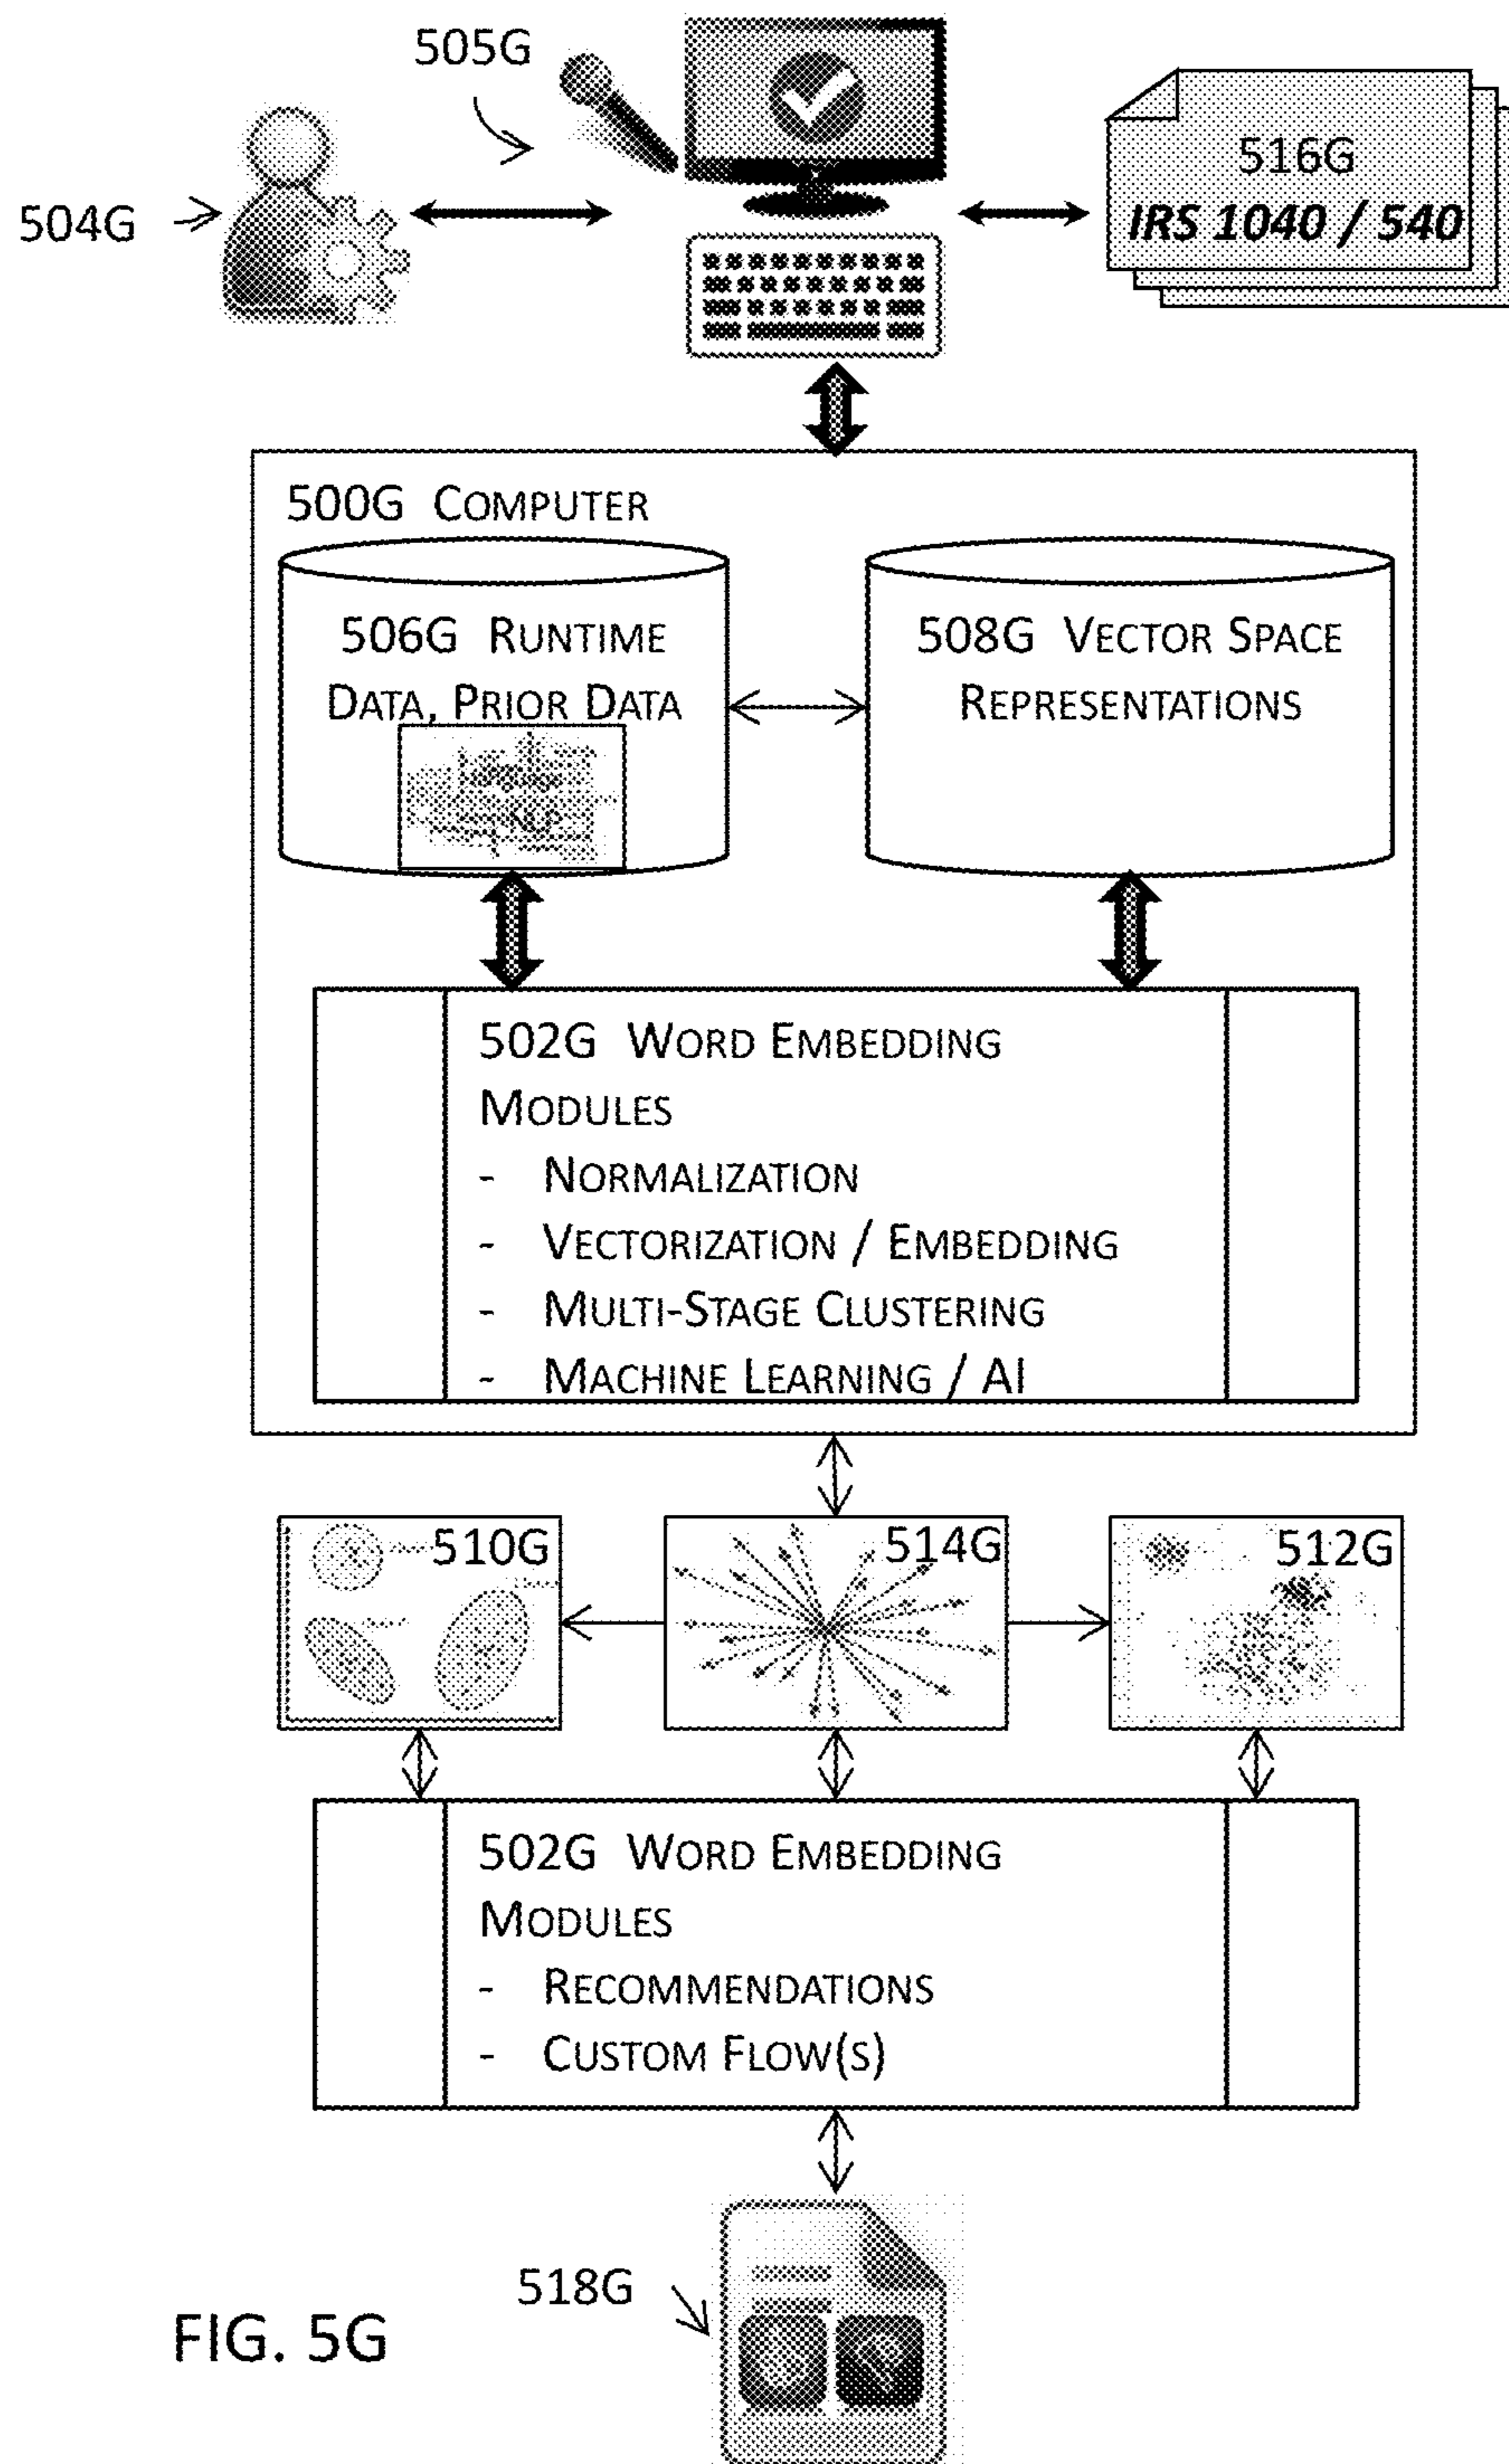 505G
504G
516G
IRS 1040 / 540
500G COMPUTER
506G RUNTIME
DATA, PRIOR DATA
508G VECTOR SPACE
REPRESENTATIONS
502G WORD EMBEDDING
MODULES
- NORMALIZATION
- VECTORIZATION / EMBEDDING
- MULTI-STAGE CLUSTERING
- MACHINE LEARNING / AI
510G
514G
512G
502G WORD EMBEDDING
MODULES
- RECOMMENDATIONS
- CUSTOM FLOW(S)
518G
FIG. 5G